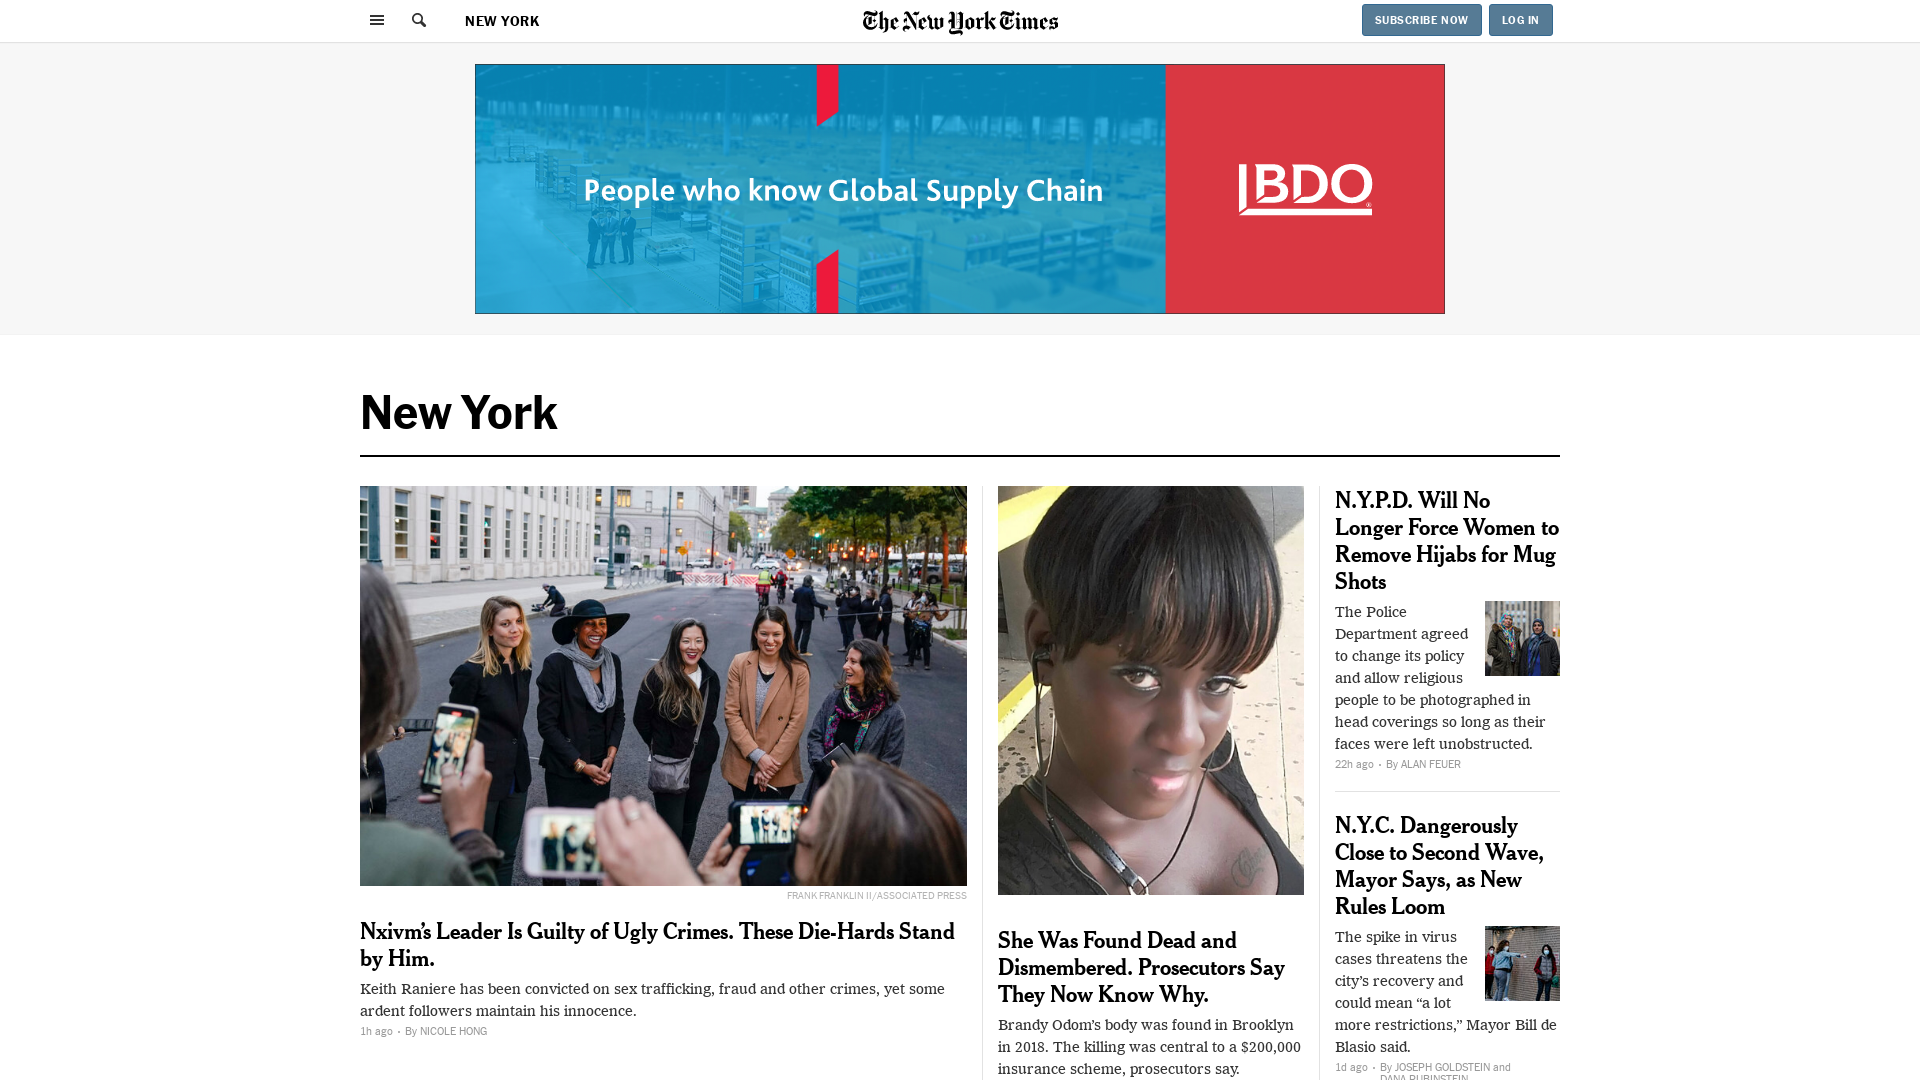 NEW YORK
The New York Times
SUBSCRIBE NOW
LOG IN
People who know Global Supply Chain
BDO
New York
FRANK FRANKLIN II/ASSOCIATED PRESS
Nxivm’s Leader Is Guilty of Ugly Crimes. These Die-Hards Stand
by Him.
Keith Raniere has been convicted on sex trafficking, fraud and other crimes, yet some
ardent followers maintain his innocence.
1h ago • By NICOLE HONG
She Was Found Dead and
Dismembered. Prosecutors Say
They Now Know Why.
Brandy Odom’s body was found in Brooklyn
in 2018. The killing was central to a $200,000
insurance scheme, prosecutors say.
N.Y.P.D. Will No
Longer Force Women to
Remove Hijabs for Mug
Shots
The Police
Department agreed
to change its policy
and allow religious
people to be photographed in
head coverings so long as their
faces were left unobstructed.
22h ago • By ALAN FEUER
N.Y.C. Dangerously
Close to Second Wave,
Mayor Says, as New
Rules Loom
The spike in virus
cases threatens the
city’s recovery and
could mean “a lot
more restrictions,” Mayor Bill de
Blasio said.
1d ago • By JOSEPH GOLDSTEIN and
DANA RUBINSTEIN